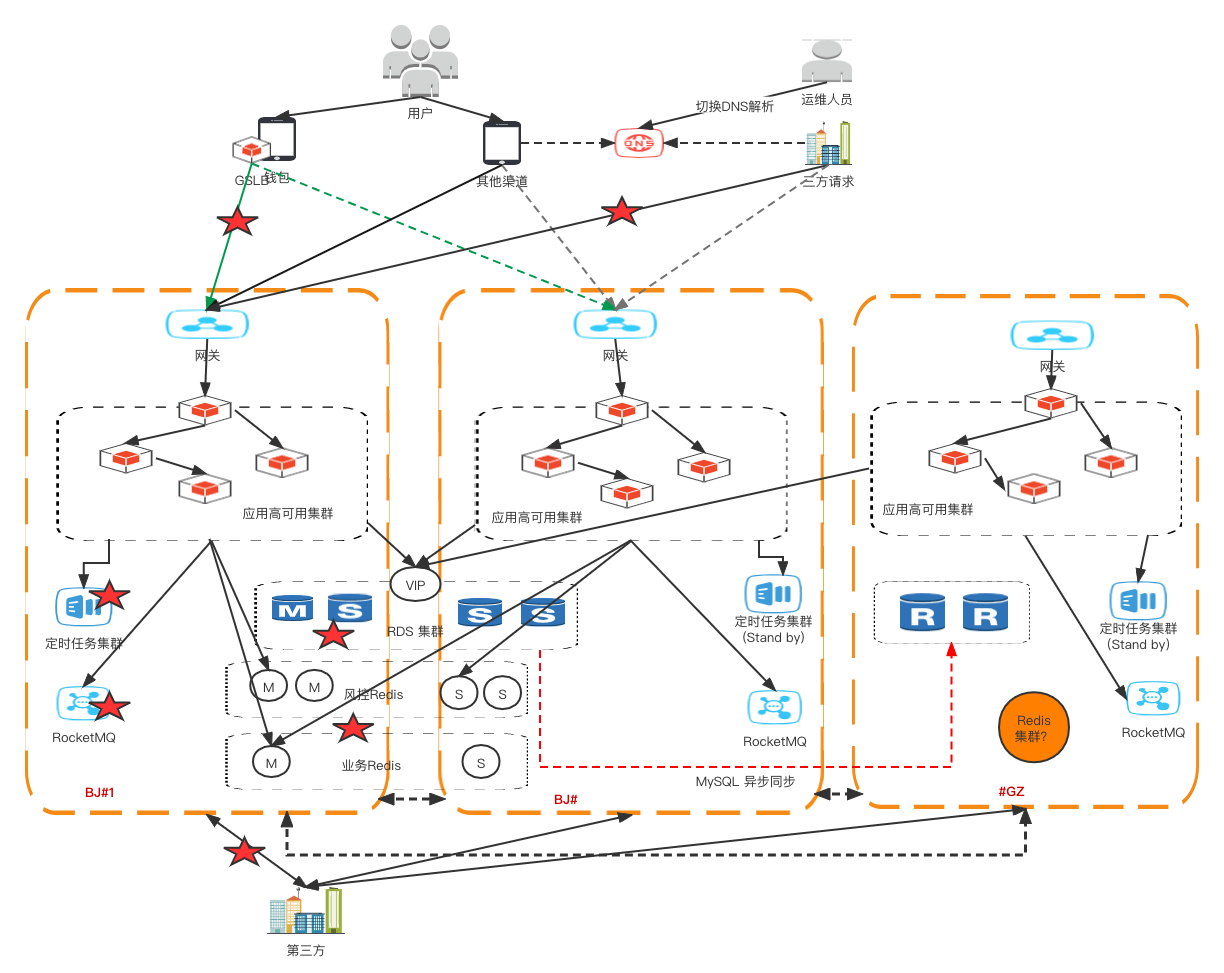 用户
切换DNS解析
运维人员
DNS
GSLB
钱包
其他渠道
三方请求
网关
网关
网关
应用高可用集群
应用高可用集群
应用高可用集群
VIP
M
S
S
S
R
R
RDS 集群
定时任务集群
定时任务集群
(Stand by)
定时任务集群
(Stand by)
M
M
风控Redis
S
S
RocketMQ
RocketMQ
RocketMQ
Redis
集群?
M
业务Redis
S
MySQL 异步同步
BJ#1
BJ#
#GZ
第三方